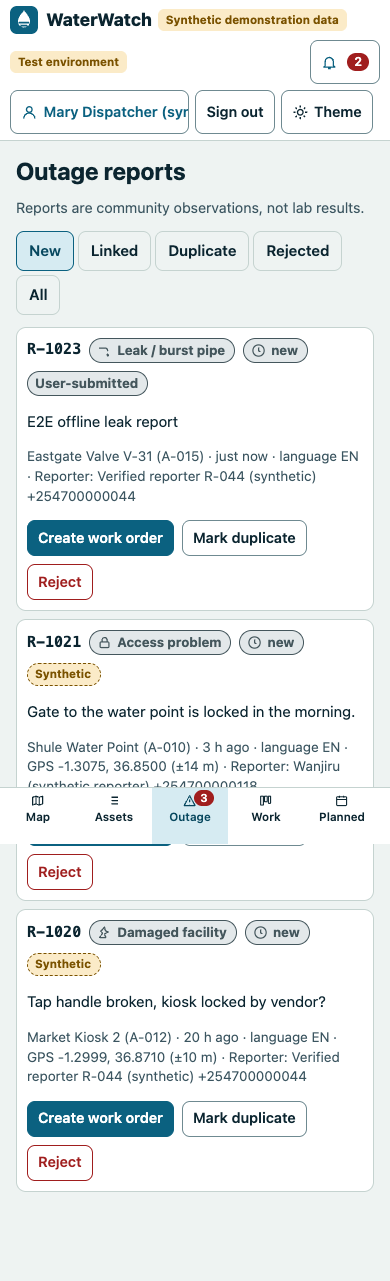 WaterWatch Synthetic demonstration data
Test environment
2
Mary Dispatcher (syr Sign out Theme
Outage reports
Reports are community observations, not lab results.
New Linked Duplicate Rejected
All
R-1023 Leak / burst pipe new
User-submitted
E2E offline leak report
Eastgate Valve V-31 (A-015) · just now · language EN
· Reporter: Verified reporter R-044 (synthetic)
+254700000044
Create work order Mark duplicate
Reject
R-1021 Access problem new
Synthetic
Gate to the water point is locked in the morning.
Shule Water Point (A-010) · 3 h ago · language EN ·
GPS -1.3075, 36.8500 (±14 m) · Reporter: Wanjiru
(synthetic reporter) +254700000118
3
Map Assets Outage Work Planned
Reject
R-1020 Damaged facility new
Synthetic
Tap handle broken, kiosk locked by vendor?
Market Kiosk 2 (A-012) · 20 h ago · language EN ·
GPS -1.2999, 36.8710 (±10 m) · Reporter: Verified
reporter R-044 (synthetic) +254700000044
Create work order Mark duplicate
Reject